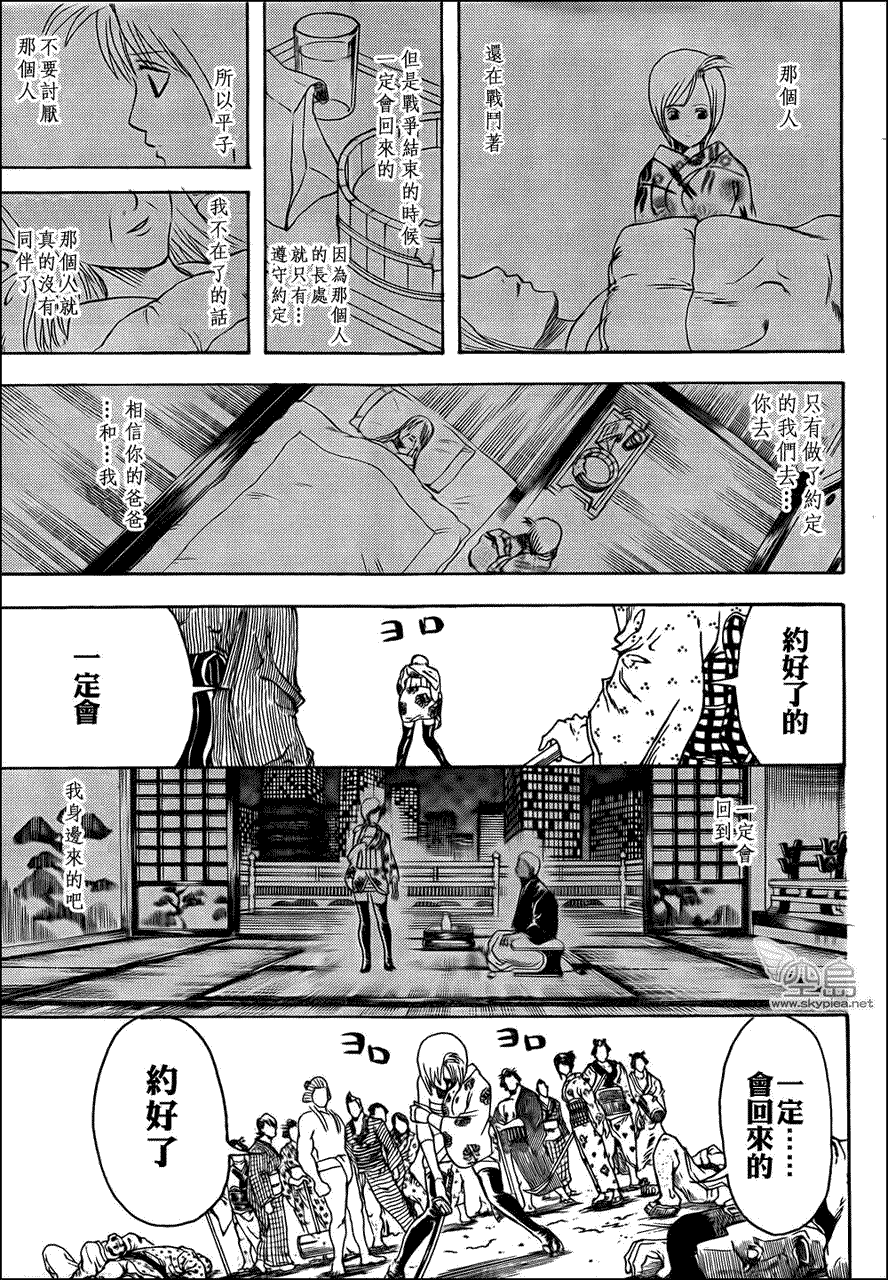 那個人
還在戰鬥著
但是戰爭結束的時候
一定會回來的
因為那個人
的長處
就只有…
遵守約定
所以平子
不要討厭
那個人
我不在了的話
那個人就
真的沒有
同伴了
只有做了約定
的我們去…
你去
相信你的爸爸
…和…我
約好了的
ヨロ
一定會
一定會
回到
我身邊來的吧
空島
www.skypiea.net
一定……
會回來的
ヨロ
ヨロ
約好了